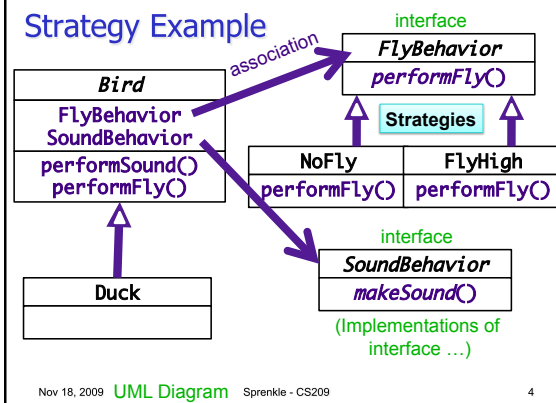 Strategy Example
interface
association
FlyBehavior
performFly()
Bird
FlyBehavior
SoundBehavior
performSound()
performFly()
Strategies
NoFly
performFly()
FlyHigh
performFly()
interface
SoundBehavior
makeSound()
(Implementations of
interface …)
Duck
Nov 18, 2009 UML Diagram Sprenkle - CS209 4